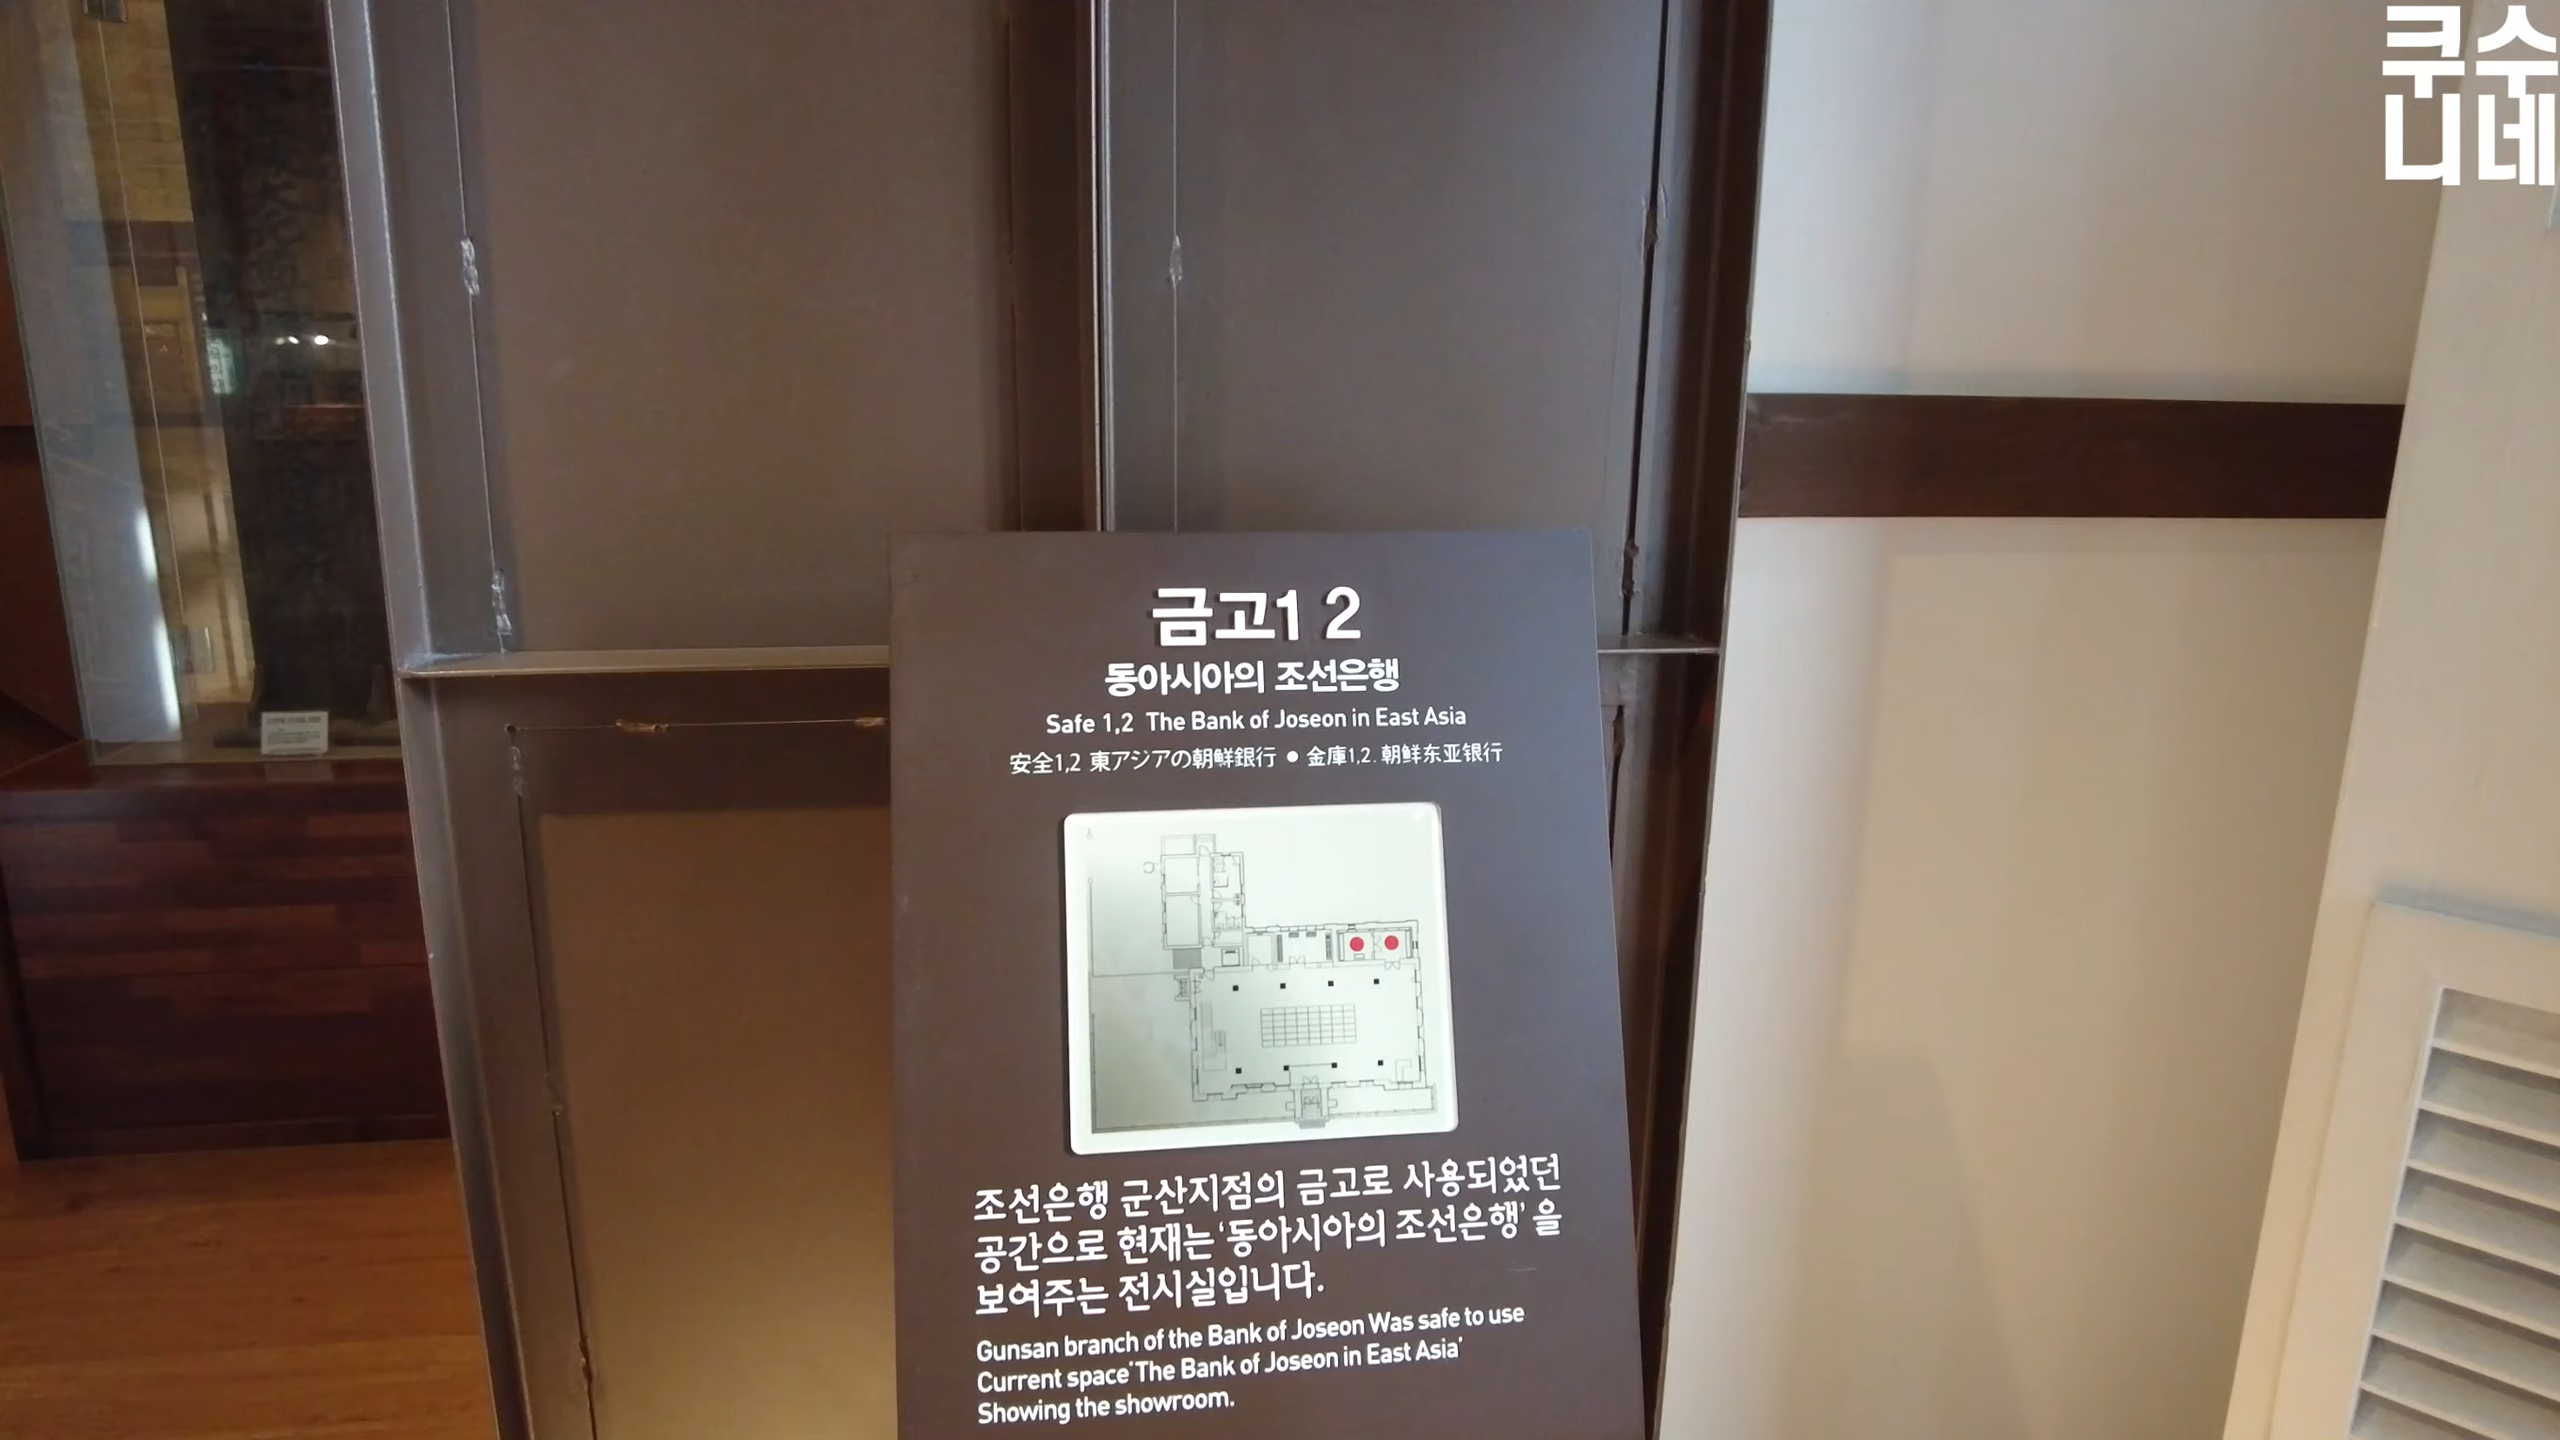 쿠수
니네
금고1 2
동아시아의 조선은행
Safe 1,2 The Bank of Joseon in East Asia
安全1,2 東アジアの朝鮮銀行 ● 金庫1,2. 朝鲜东亚银行
조선은행 군산지점의 금고로 사용되었던
공간으로 현재는 '동아시아의 조선은행' 을
보여주는 전시실입니다.
Gunsan branch of the Bank of Joseon Was safe to use
Current space'The Bank of Joseon in East Asia'
Showing the showroom.